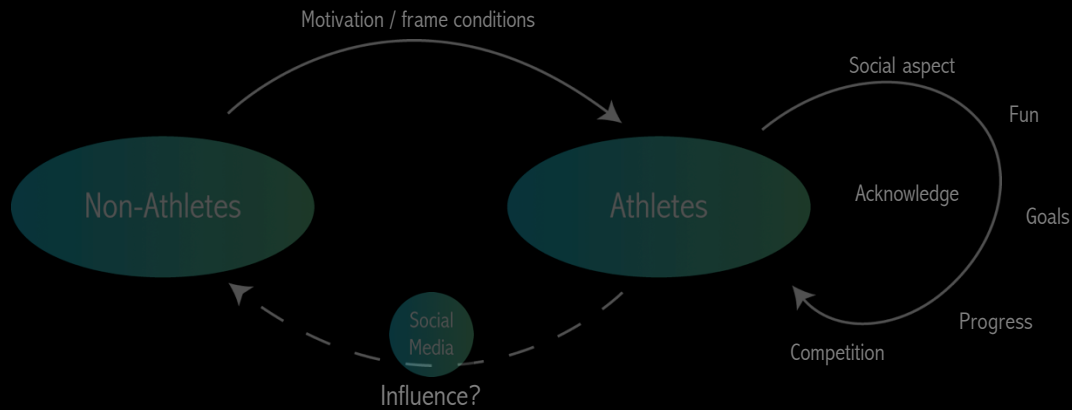 Motivation / frame conditions
Social aspect
Fun
Non-Athletes
Athletes
Acknowledge
Goals
Social
Media
Progress
Competition
Influence?